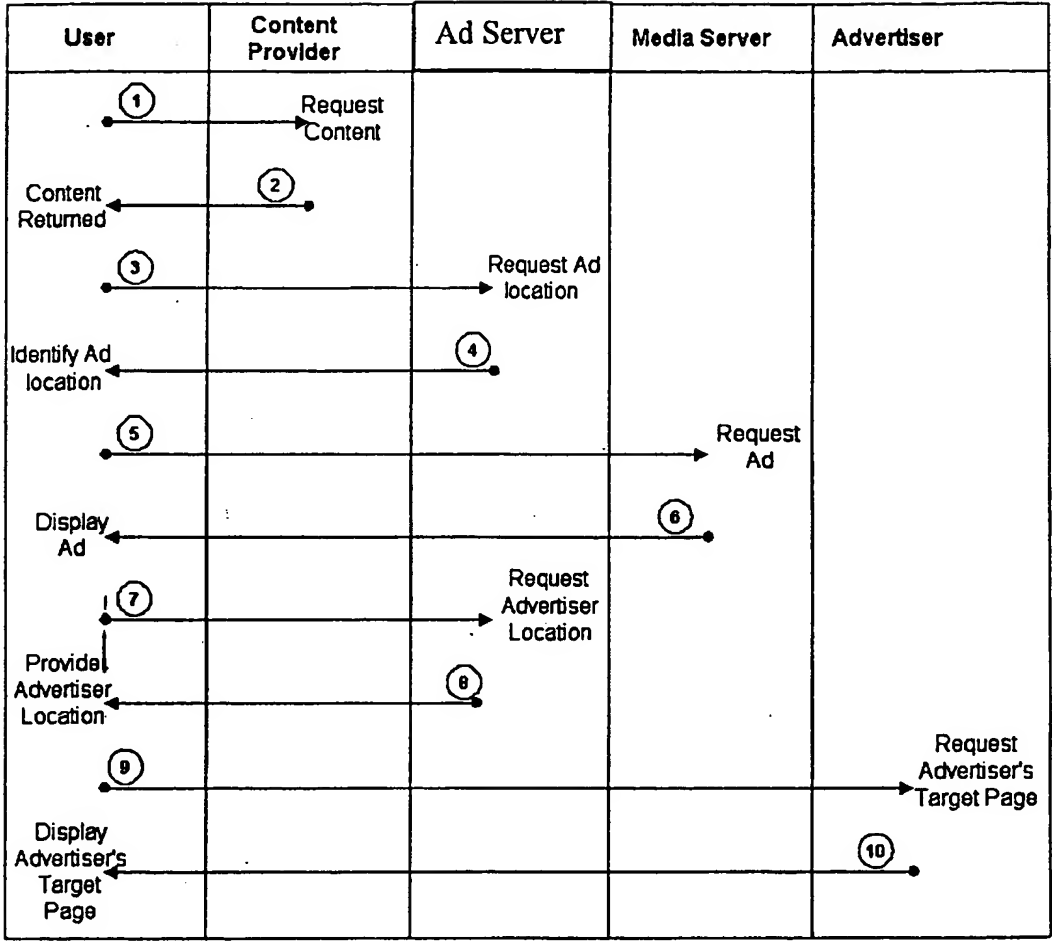 User
Content
Provider
Ad Server
Media Server
Advertiser
1
Request
Content
2
Content
Returned
3
Request Ad
location
4
Identify Ad
location
5
Request
Ad
6
Display
Ad
7
Request
Advertiser
Location
8
Provide
Advertiser
Location
9
Request
Advertiser's
Target Page
10
Display
Advertiser's
Target
Page